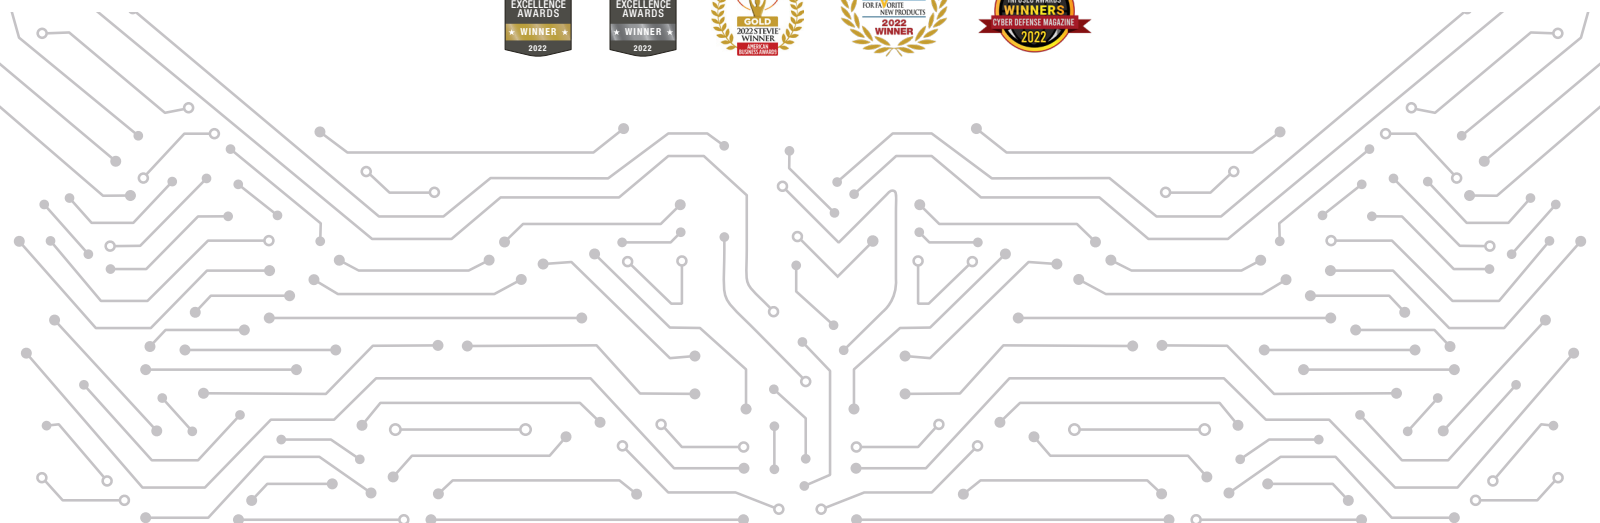 EXCELLENCE
AWARDS
WINNER
2022
EXCELLENCE
AWARDS
WINNER
2022
GOLD
2022 STEVIE
WINNER
AMERICAN
BUSINESS AWARDS
FOR FAVORITE
NEW PRODUCTS
2022
WINNER
WINNERS
CYBER DEFENSE MAGAZINE
2022